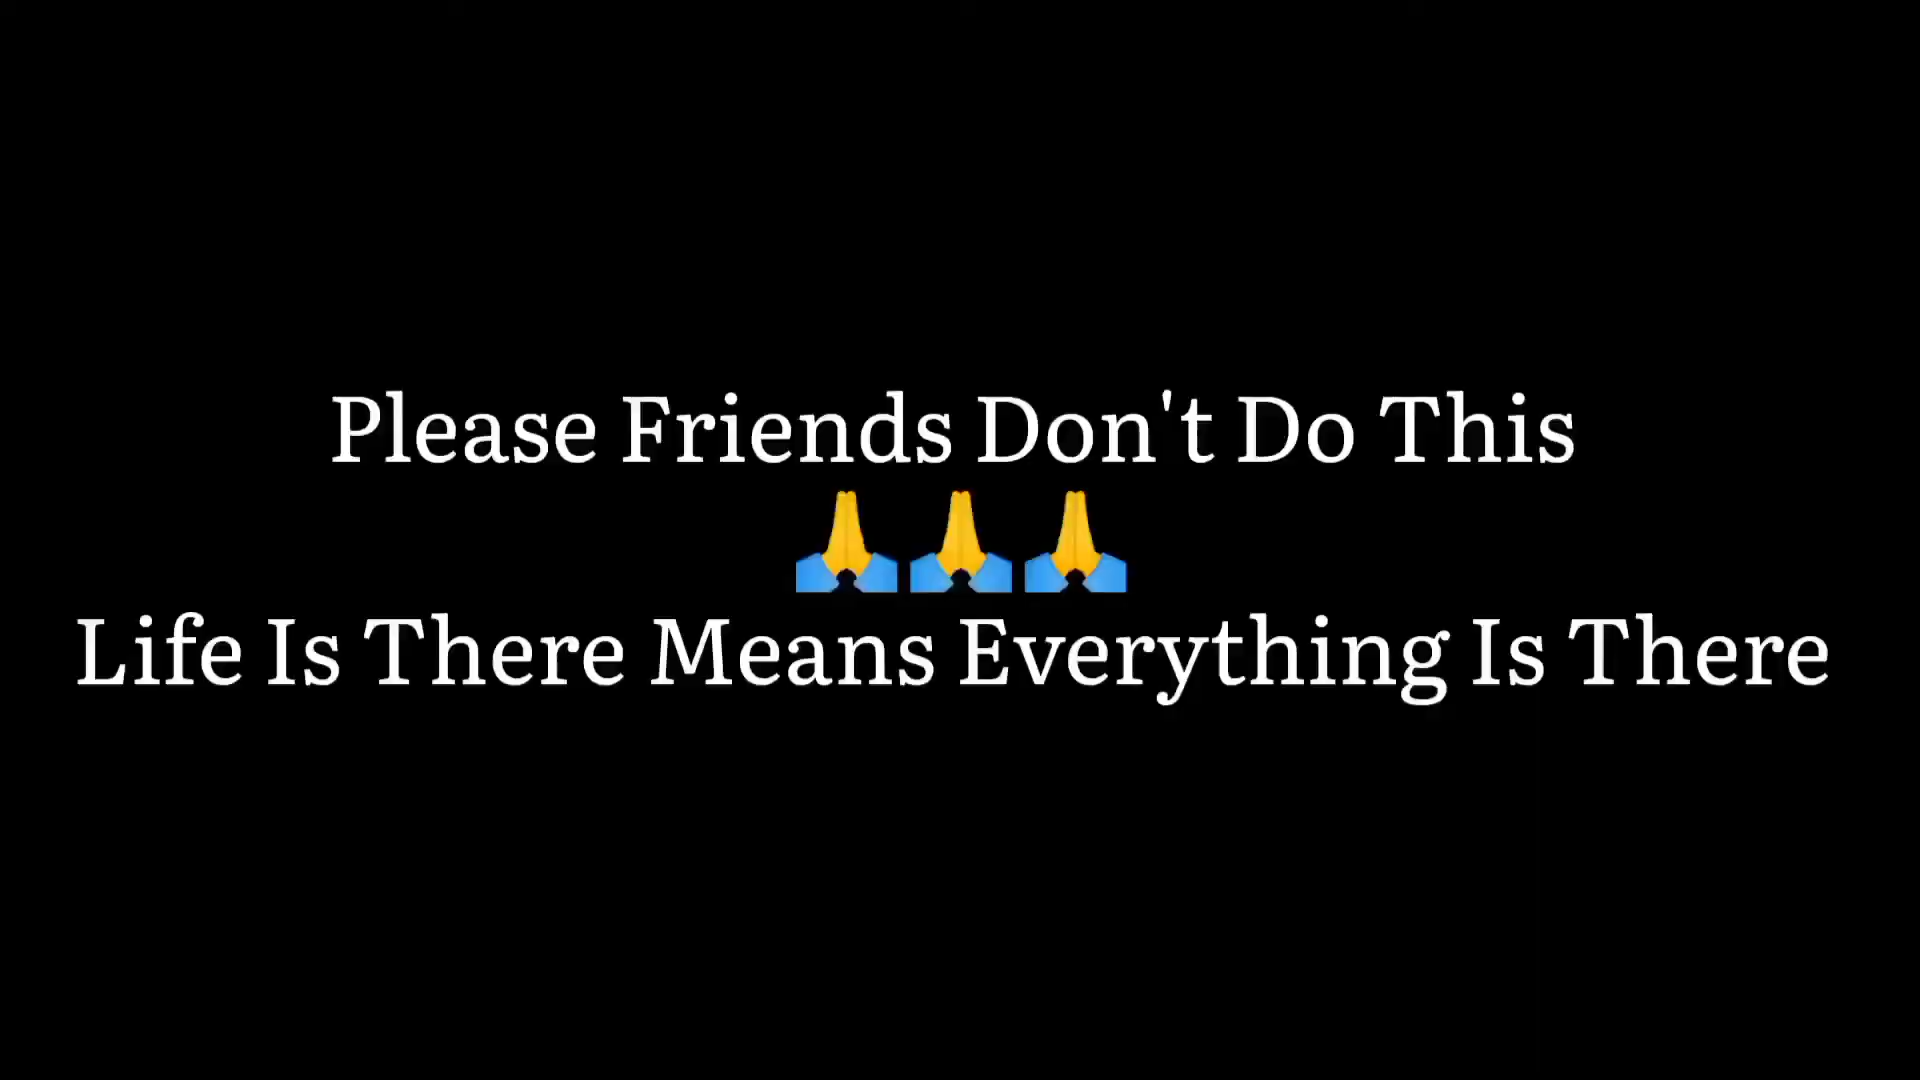 Please Friends Don't Do This
🙏🙏🙏
Life Is There Means Everything Is There